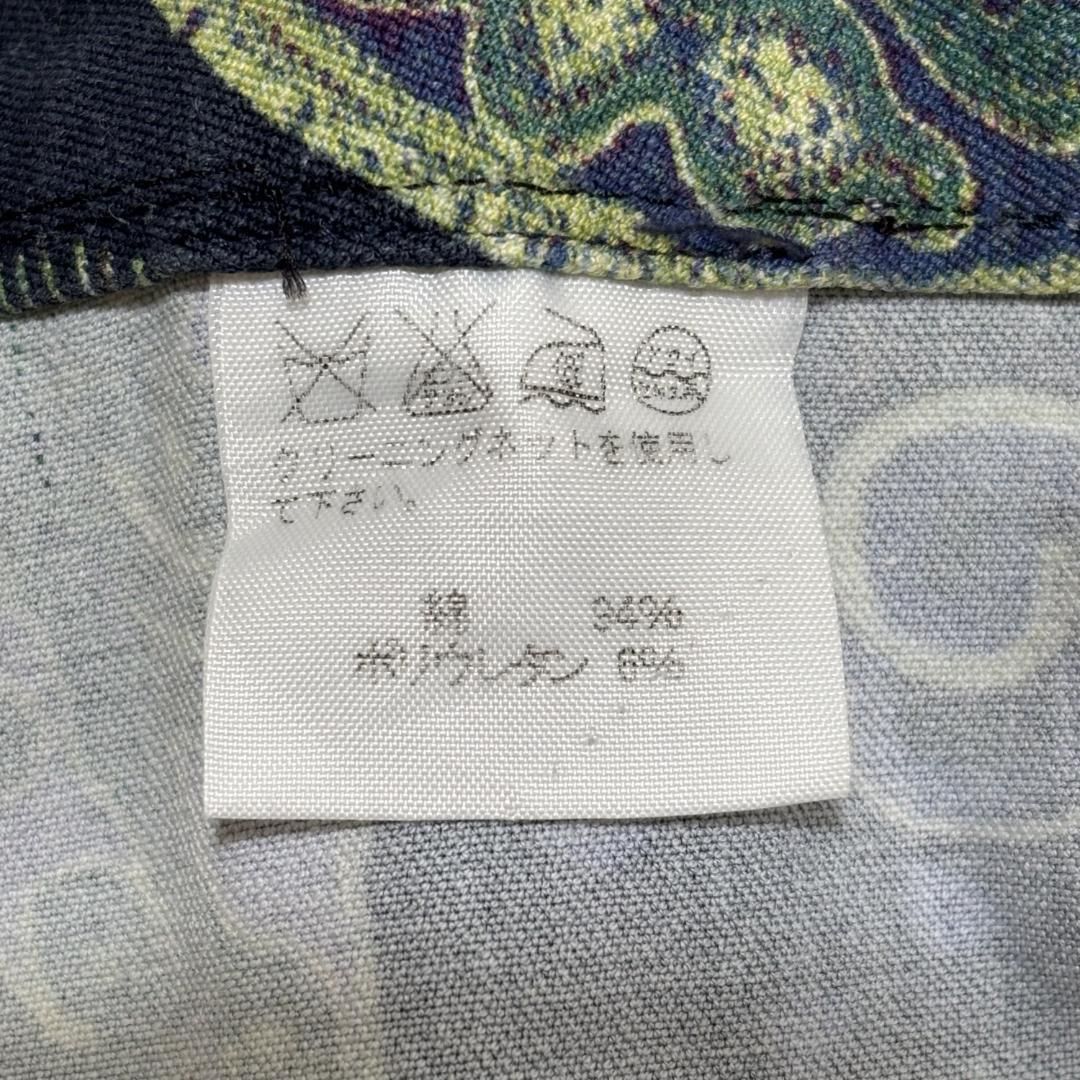 クリーニングネットを使用し
て下さい。
綿 94%
ポリウレタン 6%